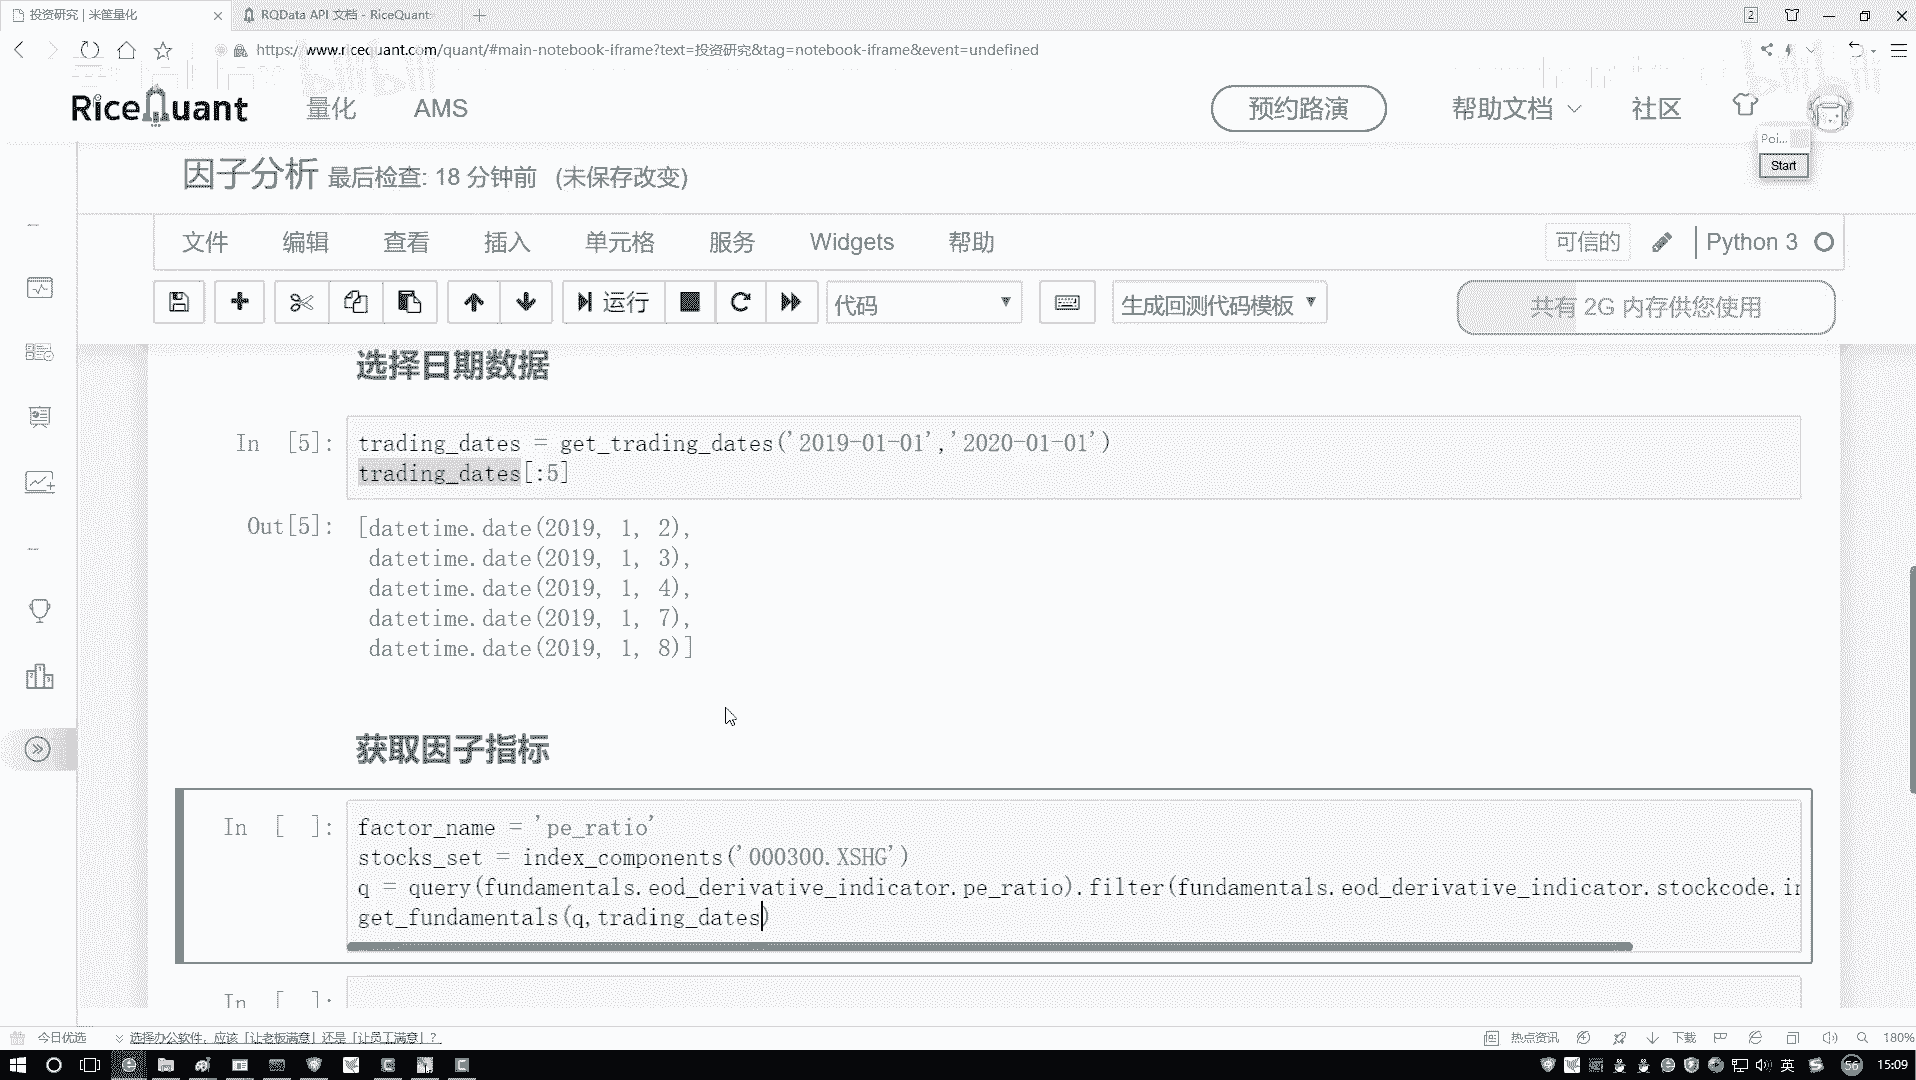 投资研究 | 米筐量化
RQData API 文档 - RiceQuant
2
https://www.ricequant.com/quant/#main-notebook-iframe?text=投资研究&tag=notebook-iframe&event=undefined
bilibili
bilibili
RiceQuant
量化
AMS
预约路演
帮助文档
社区
Poi...
Start
因子分析 最后检查: 18 分钟前 (未保存改变)
文件
编辑
查看
插入
单元格
服务
Widgets
帮助
可信的
Python 3
运行
代码
生成回测代码模板
共有 2G 内存供您使用
选择日期数据
In [5]:
trading_dates = get_trading_dates('2019-01-01','2020-01-01')
trading_dates[:5]
Out[5]:
[datetime.date(2019, 1, 2),
datetime.date(2019, 1, 3),
datetime.date(2019, 1, 4),
datetime.date(2019, 1, 7),
datetime.date(2019, 1, 8)]
获取因子指标
In [ ]:
factor_name = 'pe_ratio'
stocks_set = index_components('000300.XSHG')
q = query(fundamentals.eod_derivative_indicator.pe_ratio).filter(fundamentals.eod_derivative_indicator.stockcode.in
get_fundamentals(q,trading_dates)
In [ ]:
今日优选
选择办公软件，应该「让老板满意」还是「让员工满意」？
热点资讯
下载
180%
英
56
15:09